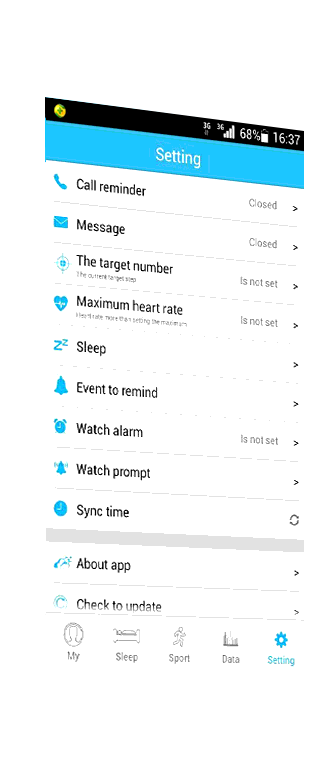 3G 3G 68% 16:37
Setting
Call reminder Closed >
Message Closed >
The target number Is not set >
The current target step
Maximum heart rate Is not set >
Heart rate more than setting the maximum
Sleep >
Event to remind >
Watch alarm Is not set >
Watch prompt >
Sync time
About app >
Check to update >
My Sleep Sport Data Setting